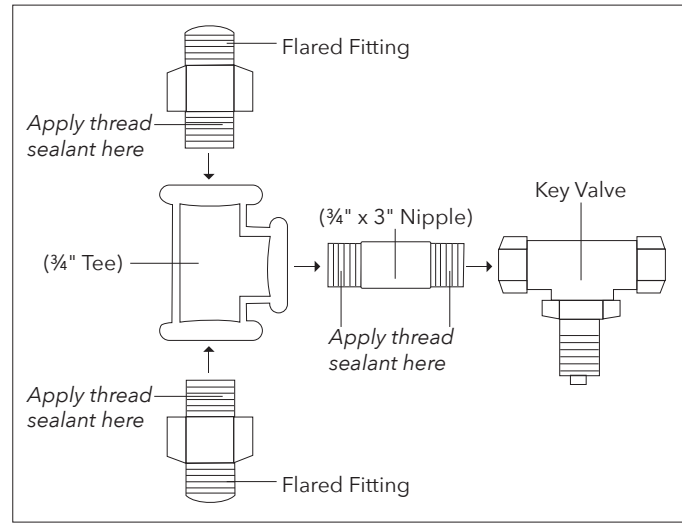 Flared Fitting
Apply thread
sealant here
(¾" x 3" Nipple)
Key Valve
(¾" Tee)
Apply thread
sealant here
Apply thread
sealant here
Flared Fitting